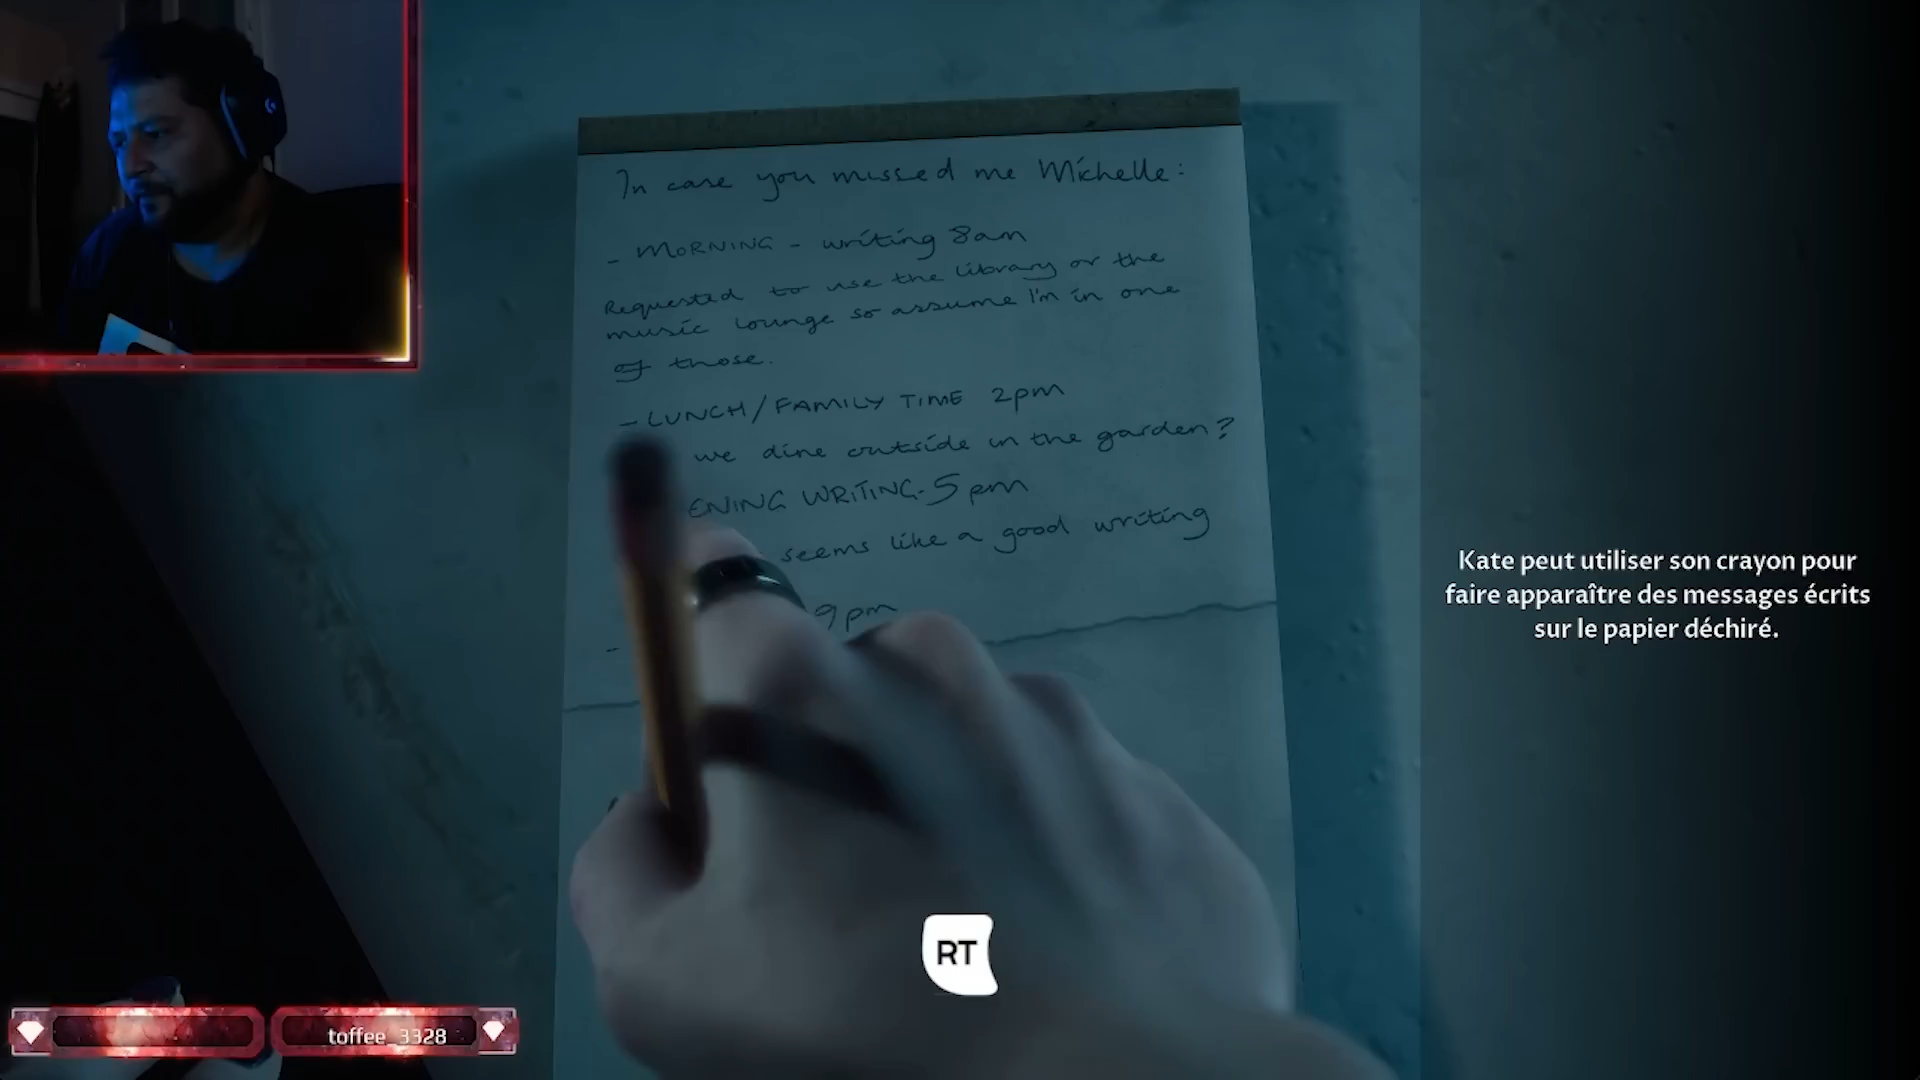 In case you missed me Michelle:
- MORNING - writing 8am
Requested to use the library or the
music lounge so assume I'm in one
of those.
- LUNCH/FAMILY TIME 2pm
we dine outside in the garden?
ENING WRITING-5pm
seems like a good writing
- 9pm
Kate peut utiliser son crayon pour
faire apparaître des messages écrits
sur le papier déchiré.
RT
toffee_3328